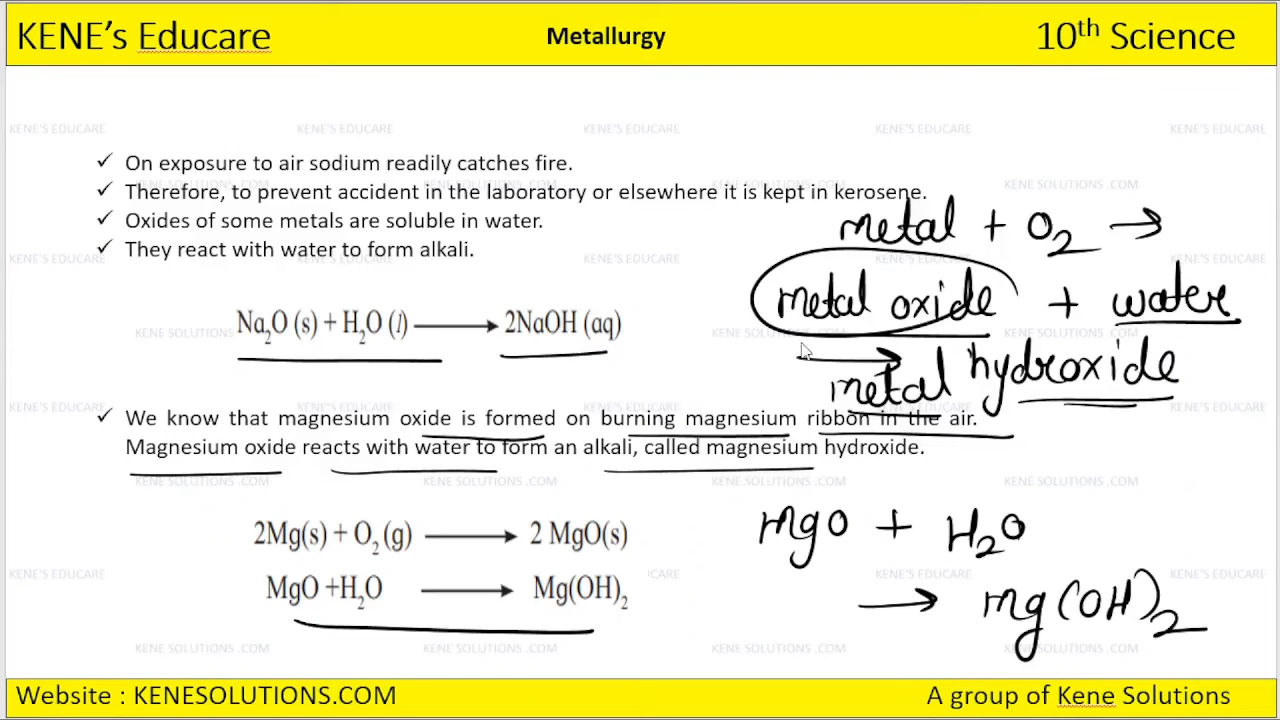 KENE's Educare
Metallurgy
10th Science
✓ On exposure to air sodium readily catches fire.
✓ Therefore, to prevent accident in the laboratory or elsewhere it is kept in kerosene.
✓ Oxides of some metals are soluble in water.
✓ They react with water to form alkali.
Na₂O (s) + H₂O (l) ⟶ 2NaOH (aq)
metal + O₂ →
metal oxide + water
→ metal hydroxide
✓ We know that magnesium oxide is formed on burning magnesium ribbon in the air.
Magnesium oxide reacts with water to form an alkali, called magnesium hydroxide.
2Mg(s) + O₂ (g) ⟶ 2 MgO(s)
MgO +H₂O ⟶ Mg(OH)₂
MgO + H₂O
→ Mg(OH)₂
Website : KENESOLUTIONS.COM
A group of Kene Solutions
KENE'S EDUCARE
KENE SOLUTIONS .COM